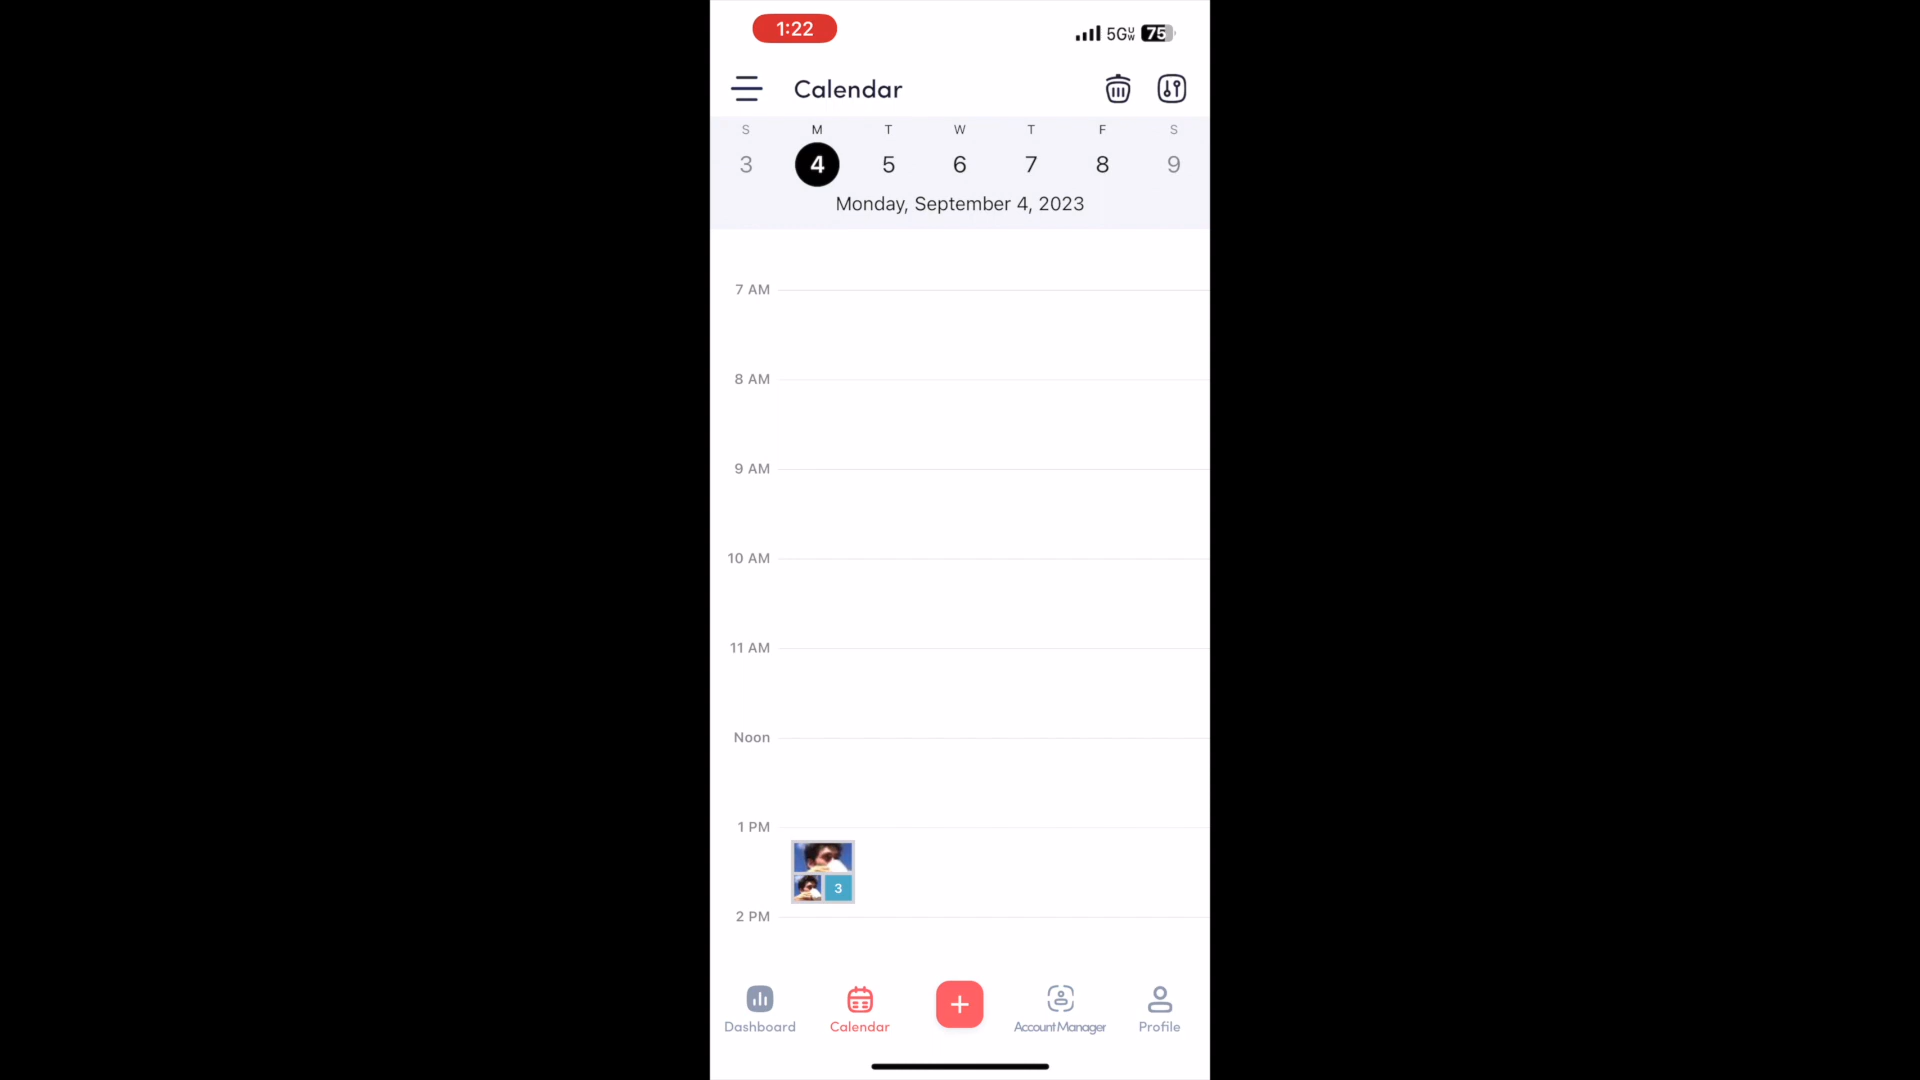 1:22
5GUW 75
Calendar
S M T W T F S
3 4 5 6 7 8 9
Monday, September 4, 2023
7 AM
8 AM
9 AM
10 AM
11 AM
Noon
1 PM
3
2 PM
Dashboard Calendar Account Manager Profile